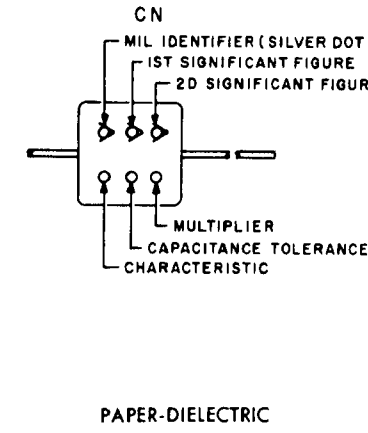 CN
MIL IDENTIFIER (SILVER DOT
1ST SIGNIFICANT FIGURE
2D SIGNIFICANT FIGUR
MULTIPLIER
CAPACITANCE TOLERANCE
CHARACTERISTIC
PAPER-DIELECTRIC